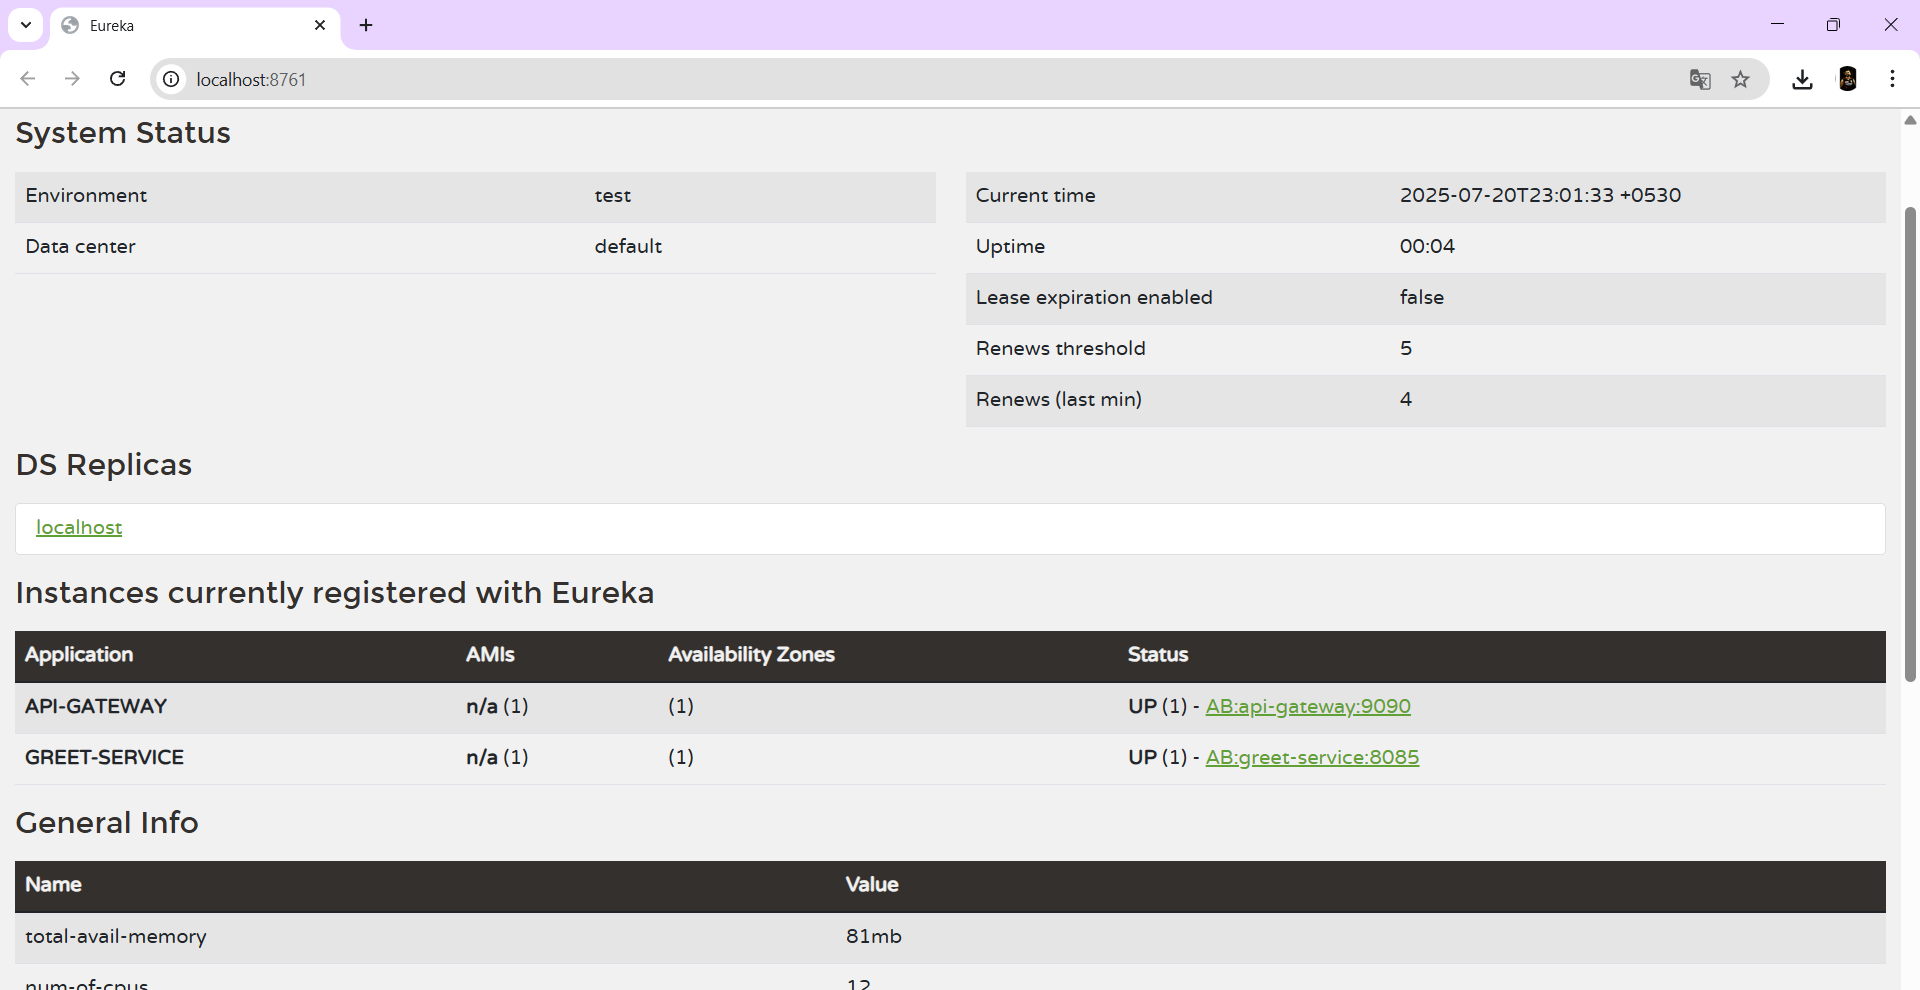 Eureka
localhost:8761
System Status
Environment test
Data center default
Current time 2025-07-20T23:01:33 +0530
Uptime 00:04
Lease expiration enabled false
Renews threshold 5
Renews (last min) 4
DS Replicas
localhost
Instances currently registered with Eureka
Application AMIs Availability Zones Status
API-GATEWAY n/a (1) (1) UP (1) - AB:api-gateway:9090
GREET-SERVICE n/a (1) (1) UP (1) - AB:greet-service:8085
General Info
Name Value
total-avail-memory 81mb
num-of-cpus 12